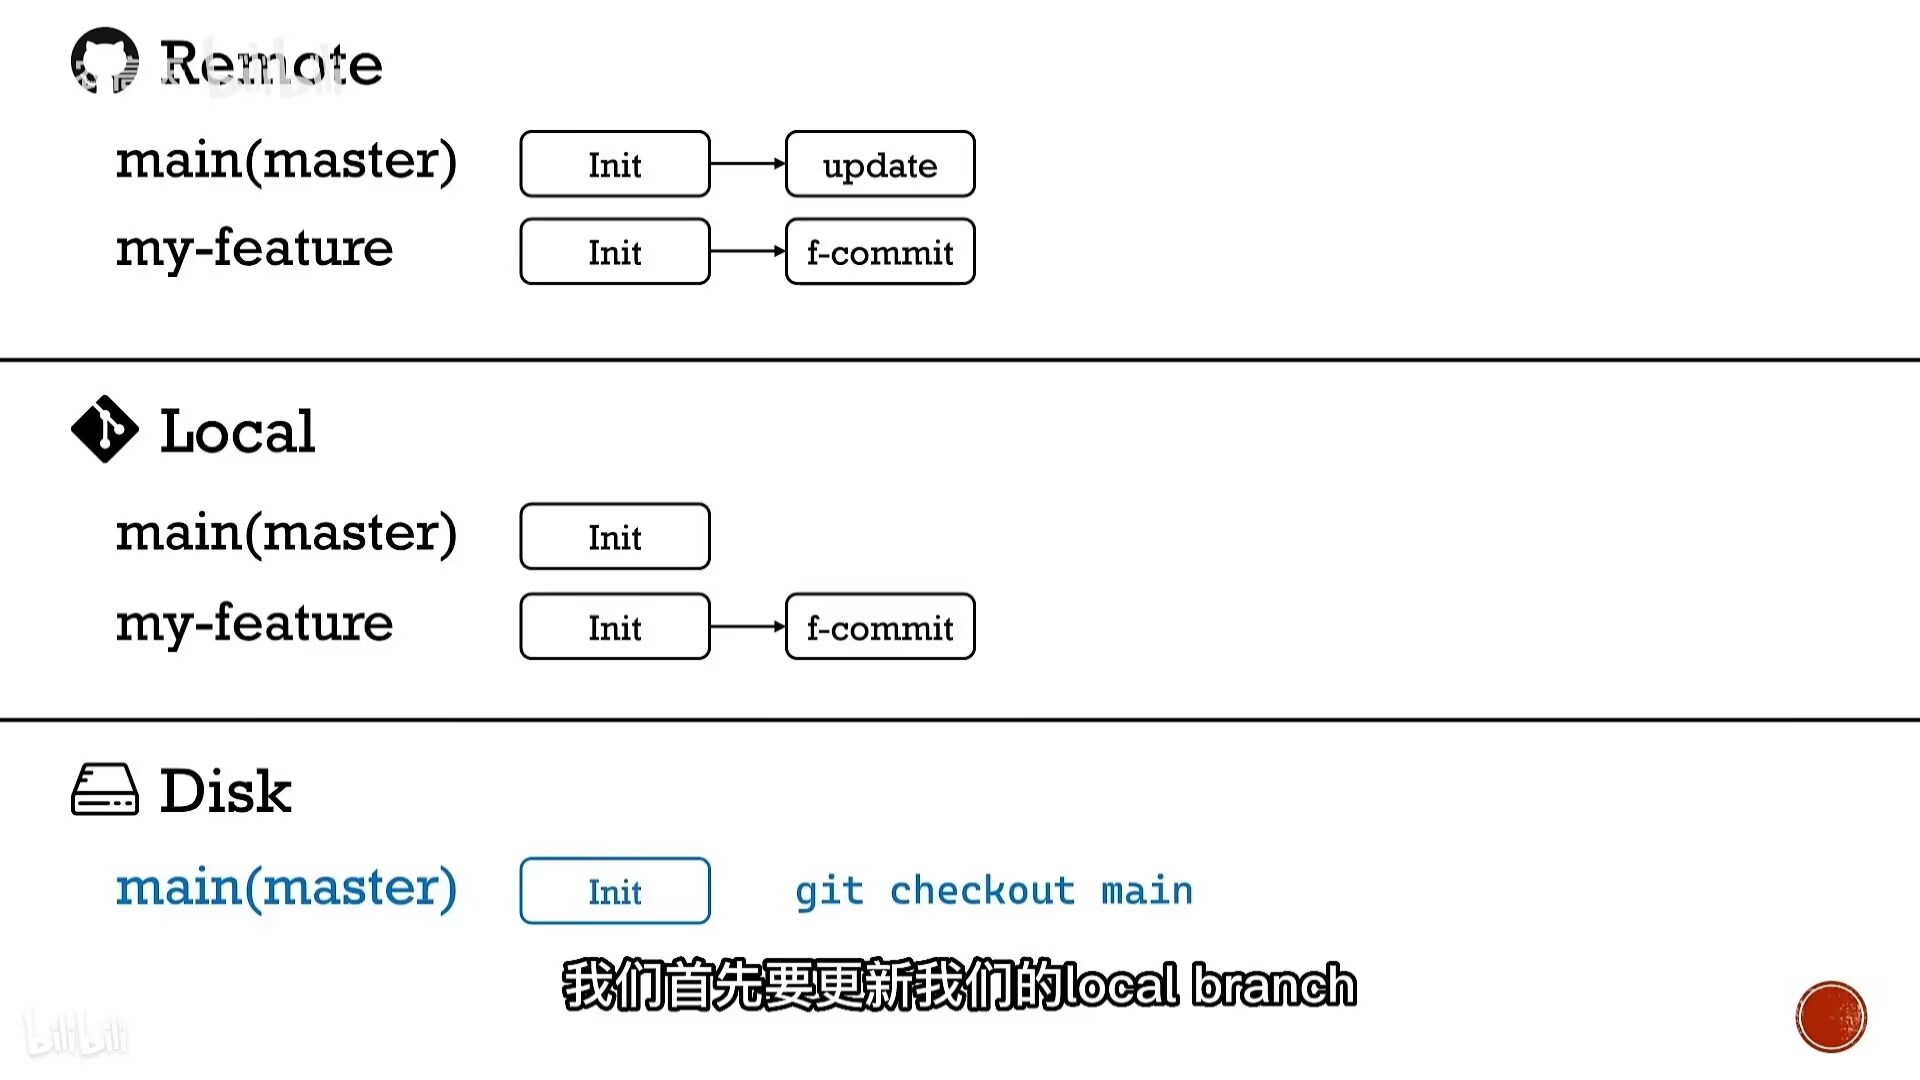 Remote
main(master) Init update
my-feature Init f-commit
Local
main(master) Init
my-feature Init f-commit
Disk
main(master) Init git checkout main
我们首先要更新我们的local branch
bilibili